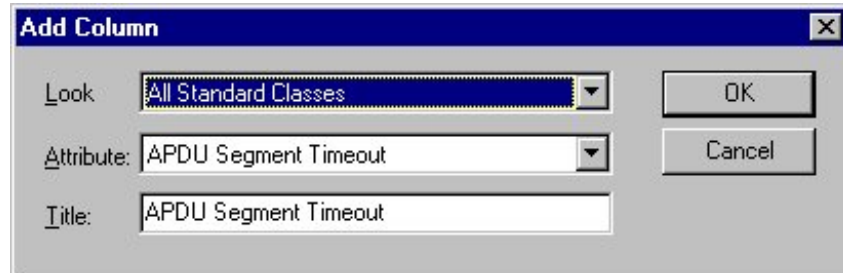 Add Column
Look All Standard Classes OK
Attribute: APDU Segment Timeout Cancel
Title: APDU Segment Timeout